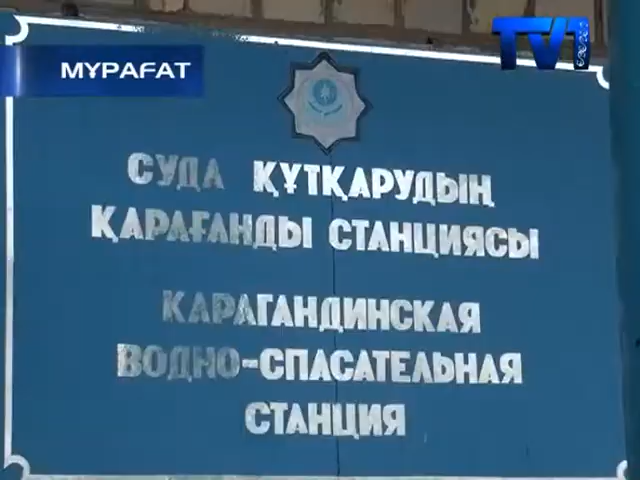 МҰРАҒАТ
TV1
СУДА ҚҰТҚАРУДЫҢ
ҚАРАҒАНДЫ СТАНЦИЯСЫ
КАРАГАНДИНСКАЯ
ВОДНО-СПАСАТЕЛЬНАЯ
СТАНЦИЯ